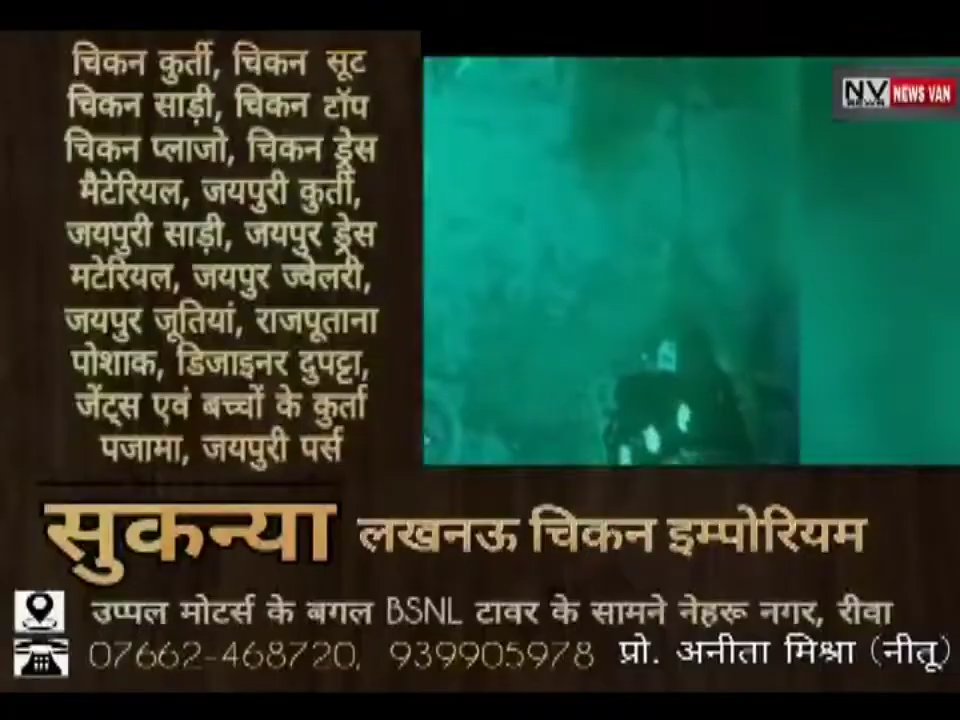 चिकन कुर्ती, चिकन सूट
चिकन साड़ी, चिकन टॉप
चिकन प्लाजो, चिकन ड्रेस
मैटेरियल, जयपुरी कुर्ती,
जयपुरी साड़ी, जयपुर ड्रेस
मटेरियल, जयपुर ज्वेलरी,
जयपुर जूतियां, राजपूताना
पोशाक, डिजाइनर दुपट्टा,
जेंट्स एवं बच्चों के कुर्ता
पजामा, जयपुरी पर्स
NV NEWS NEWS VAN
सुकन्या लखनऊ चिकन इम्पोरियम
उप्पल मोटर्स के बगल BSNL टावर के सामने नेहरू नगर, रीवा
07662-468720, 939905978 प्रो. अनीता मिश्रा (नीतू)